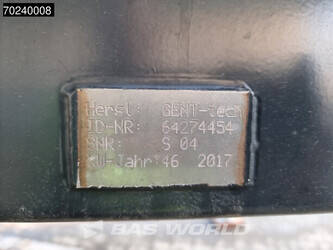 70240008
Herst: GENT-tech
ID-NR: 64274454
SNR: S 04
KW-Jahr:46 2017
BAS WORLD